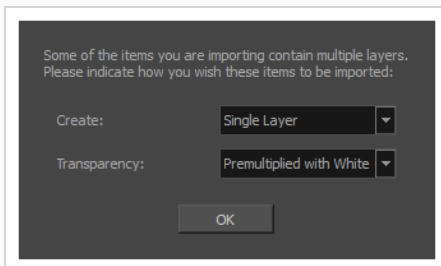 Some of the items you are importing contain multiple layers.
Please indicate how you wish these items to be imported:
Create: Single Layer
Transparency: Premultiplied with White
OK